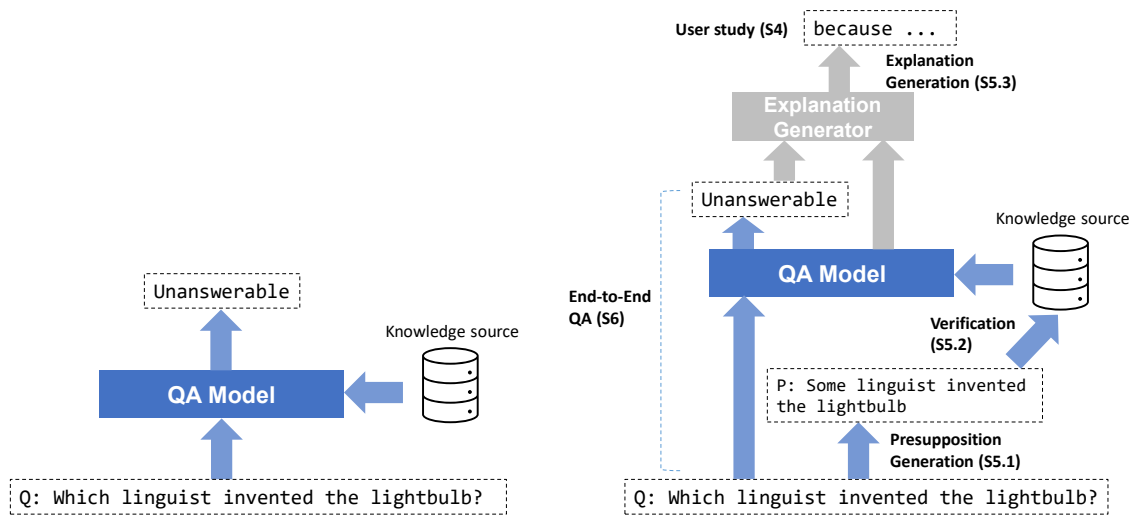 Unanswerable
Knowledge source
QA Model
Q: Which linguist invented the lightbulb?
User study (S4)
because ...
Explanation
Generation (S5.3)
Explanation
Generator
Unanswerable
Knowledge source
QA Model
End-to-End
QA (S6)
Verification
(S5.2)
P: Some linguist invented
the lightbulb
Presupposition
Generation (S5.1)
Q: Which linguist invented the lightbulb?